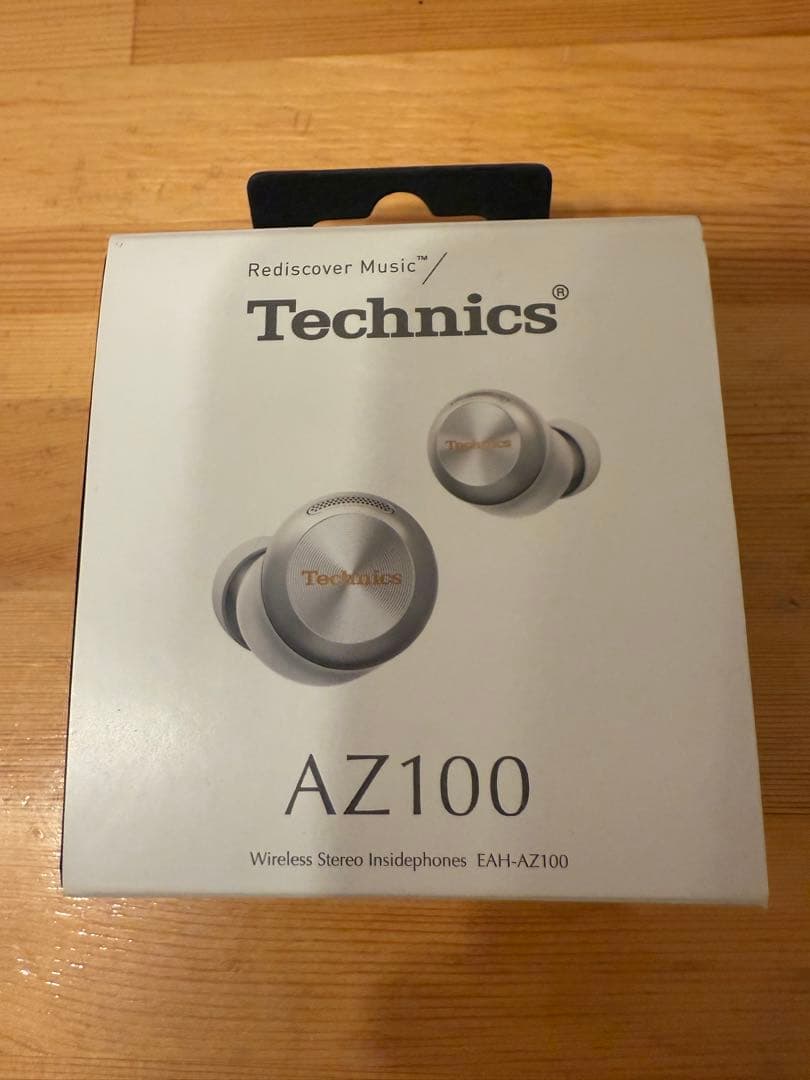 Rediscover Music™
Technics®
Technics
Technics
AZ100
Wireless Stereo Insidephones EAH-AZ100